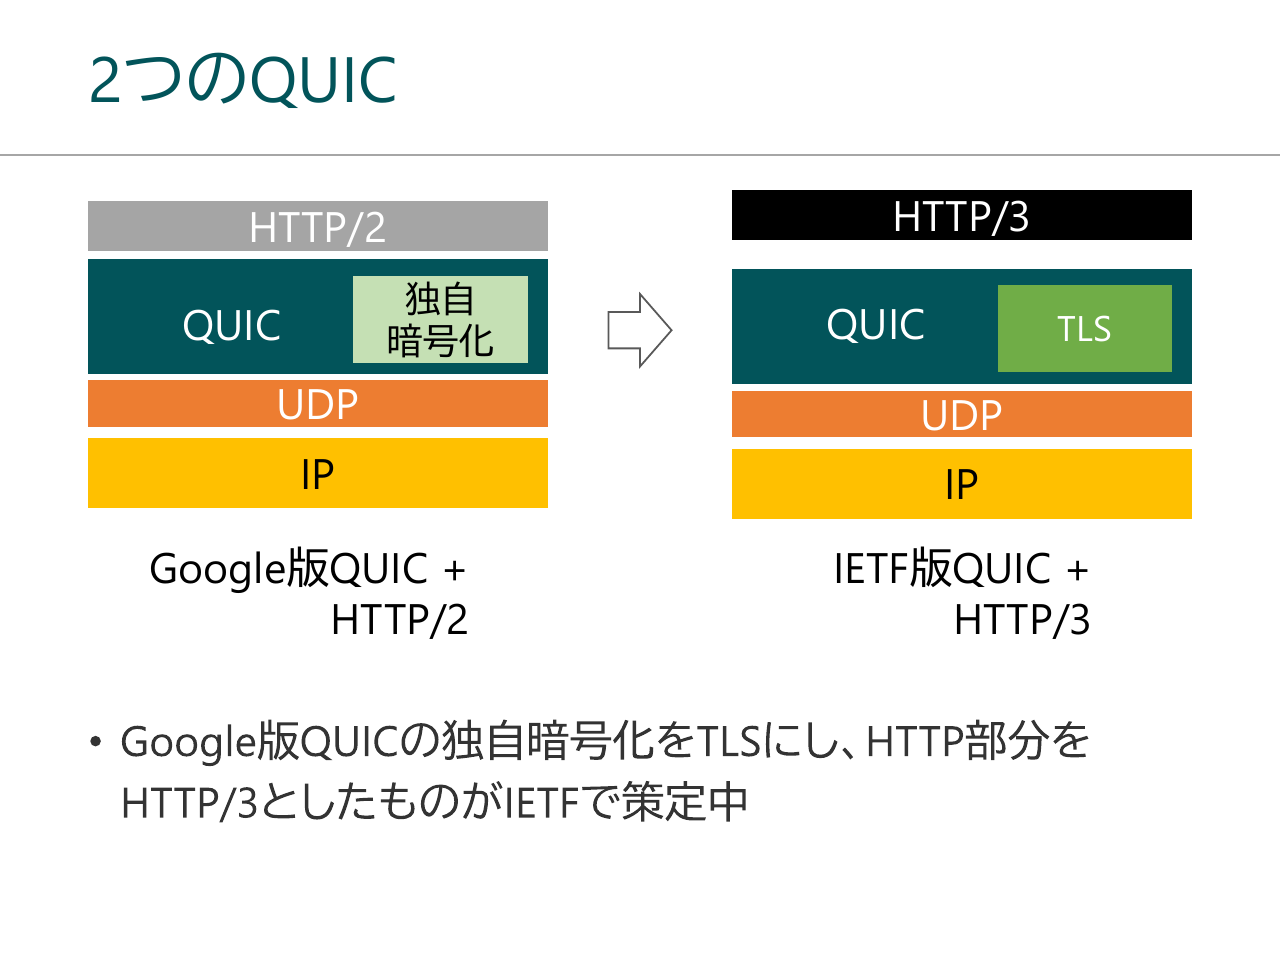 2つのQUIC
HTTP/2
QUIC
独自
暗号化
UDP
IP
Google版QUIC +
HTTP/2
HTTP/3
QUIC
TLS
UDP
IP
IETF版QUIC +
HTTP/3
• Google版QUICの独自暗号化をTLSにし、HTTP部分を
HTTP/3としたものがIETFで策定中